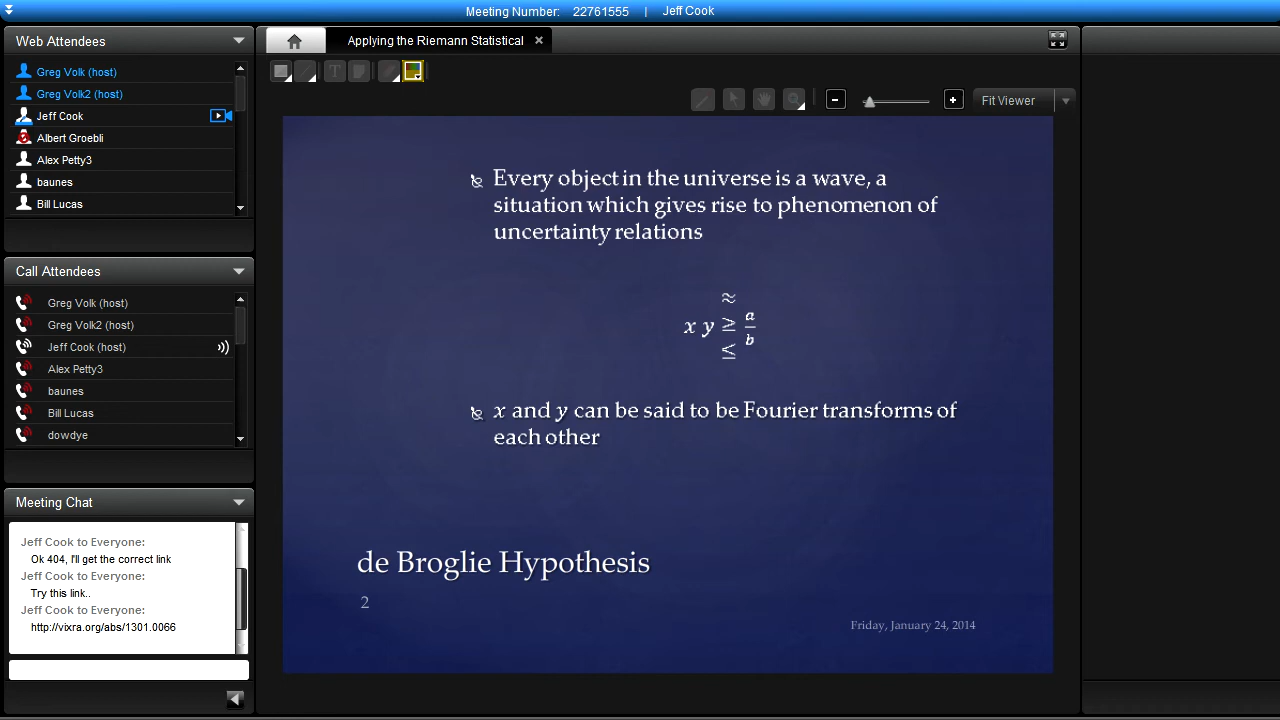 Meeting Number: 22761555 | Jeff Cook
Web Attendees
Greg Volk (host)
Greg Volk2 (host)
Jeff Cook
Albert Groebli
Alex Petty3
baunes
Bill Lucas
Call Attendees
Greg Volk (host)
Greg Volk2 (host)
Jeff Cook (host)
Alex Petty3
baunes
Bill Lucas
dowdye
Meeting Chat
Jeff Cook to Everyone:
Ok 404, I'll get the correct link
Jeff Cook to Everyone:
Try this link..
Jeff Cook to Everyone:
http://vixra.org/abs/1301.0066
Applying the Riemann Statistical
T
Fit Viewer
Every object in the universe is a wave, a
situation which gives rise to phenomenon of
uncertainty relations
≈
x y ≥ a/b
≤
x and y can be said to be Fourier transforms of
each other
de Broglie Hypothesis
2
Friday, January 24, 2014